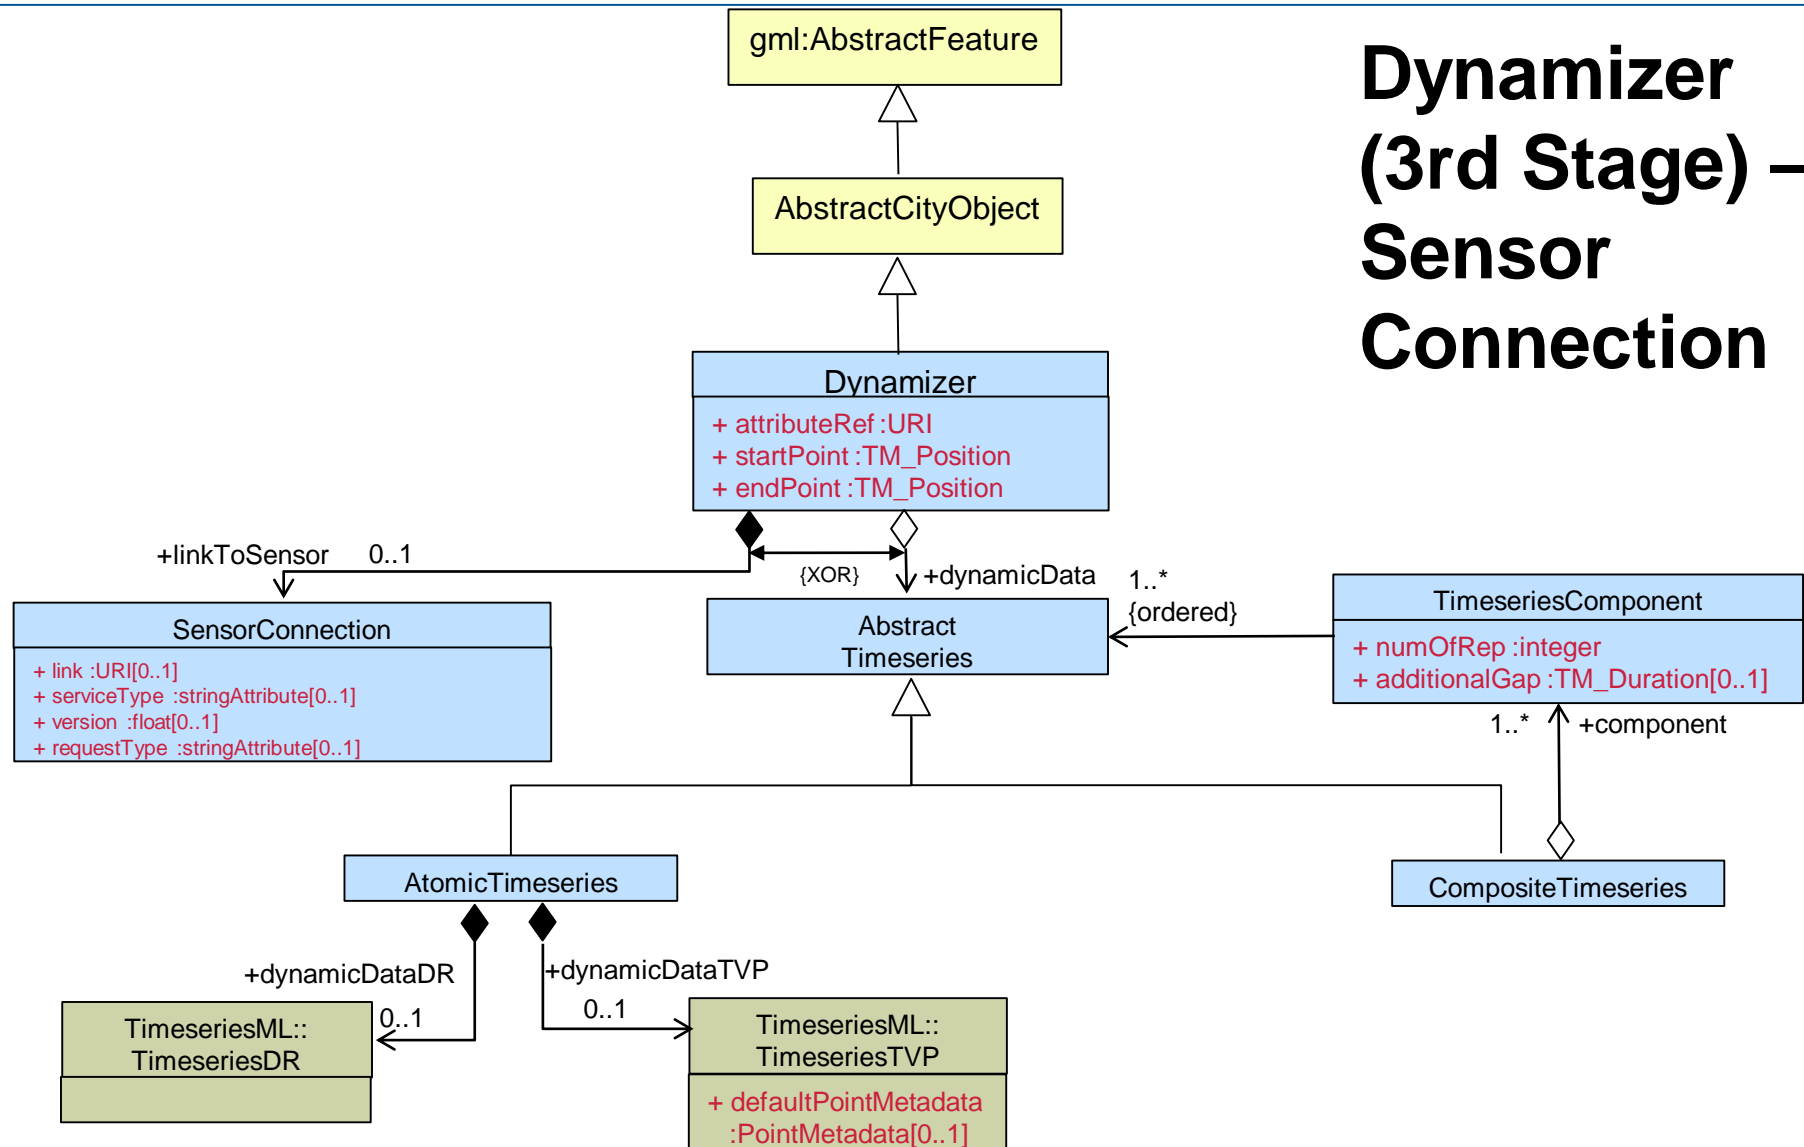 gml:AbstractFeature
Dynamizer
(3rd Stage) –
Sensor
Connection
AbstractCityObject
Dynamizer
+ attributeRef :URI
+ startPoint :TM_Position
+ endPoint :TM_Position
+linkToSensor 0..1
{XOR}
+dynamicData
1..*
{ordered}
SensorConnection
+ link :URI[0..1]
+ serviceType :stringAttribute[0..1]
+ version :float[0..1]
+ requestType :stringAttribute[0..1]
Abstract
Timeseries
TimeseriesComponent
+ numOfRep :integer
+ additionalGap :TM_Duration[0..1]
1..* +component
AtomicTimeseries
CompositeTimeseries
+dynamicDataDR
0..1
+dynamicDataTVP
0..1
TimeseriesML::
TimeseriesDR
TimeseriesML::
TimeseriesTVP
+ defaultPointMetadata
:PointMetadata[0..1]